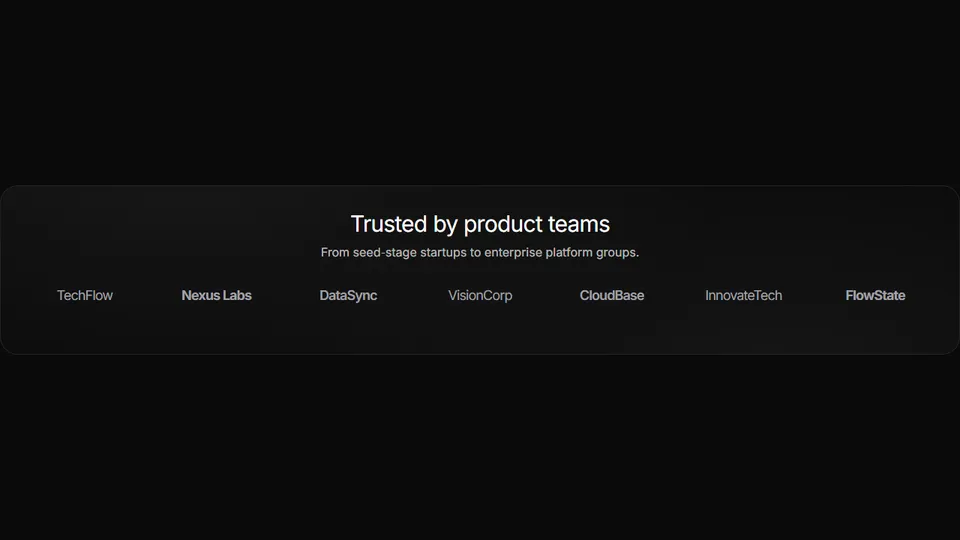 Trusted by product teams
From seed-stage startups to enterprise platform groups.
TechFlow Nexus Labs DataSync VisionCorp CloudBase InnovateTech FlowState